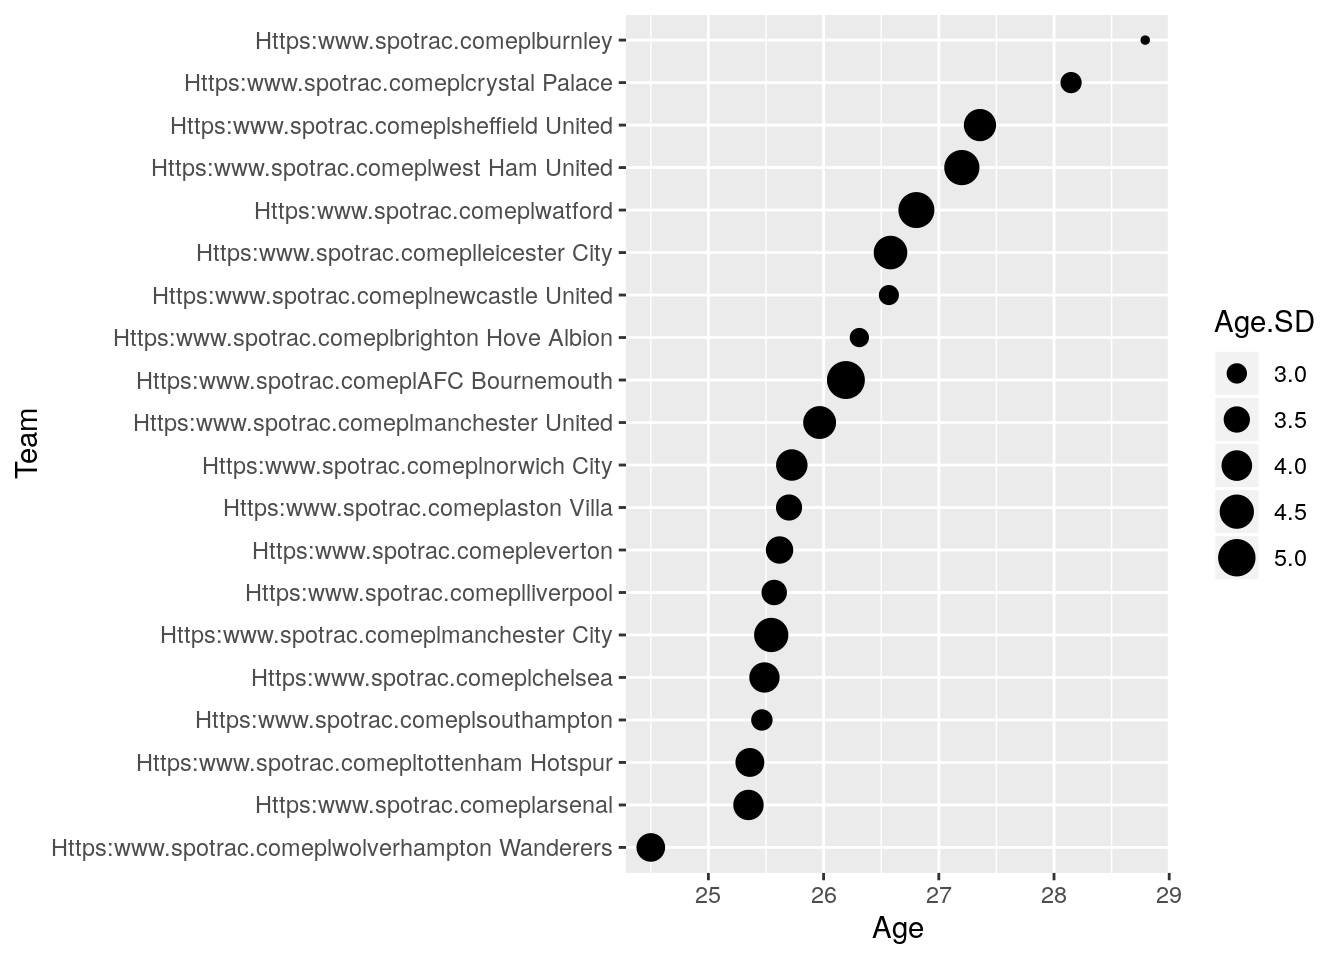 Https:www.spotrac.comeplburnley
Https:www.spotrac.comeplcrystal Palace
Https:www.spotrac.comeplsheffield United
Https:www.spotrac.comeplwest Ham United
Https:www.spotrac.comeplwatford
Https:www.spotrac.comeplleicester City
Https:www.spotrac.comeplnewcastle United
Https:www.spotrac.comeplbrighton Hove Albion
Https:www.spotrac.comeplAFC Bournemouth
Https:www.spotrac.comeplmanchester United
Https:www.spotrac.comeplnorwich City
Https:www.spotrac.comeplaston Villa
Https:www.spotrac.comepleverton
Https:www.spotrac.comeplliverpool
Https:www.spotrac.comeplmanchester City
Https:www.spotrac.comeplchelsea
Https:www.spotrac.comeplsouthampton
Https:www.spotrac.comepltottenham Hotspur
Https:www.spotrac.comeplarsenal
Https:www.spotrac.comeplwolverhampton Wanderers
Team
25 26 27 28 29
Age
Age.SD
3.0
3.5
4.0
4.5
5.0